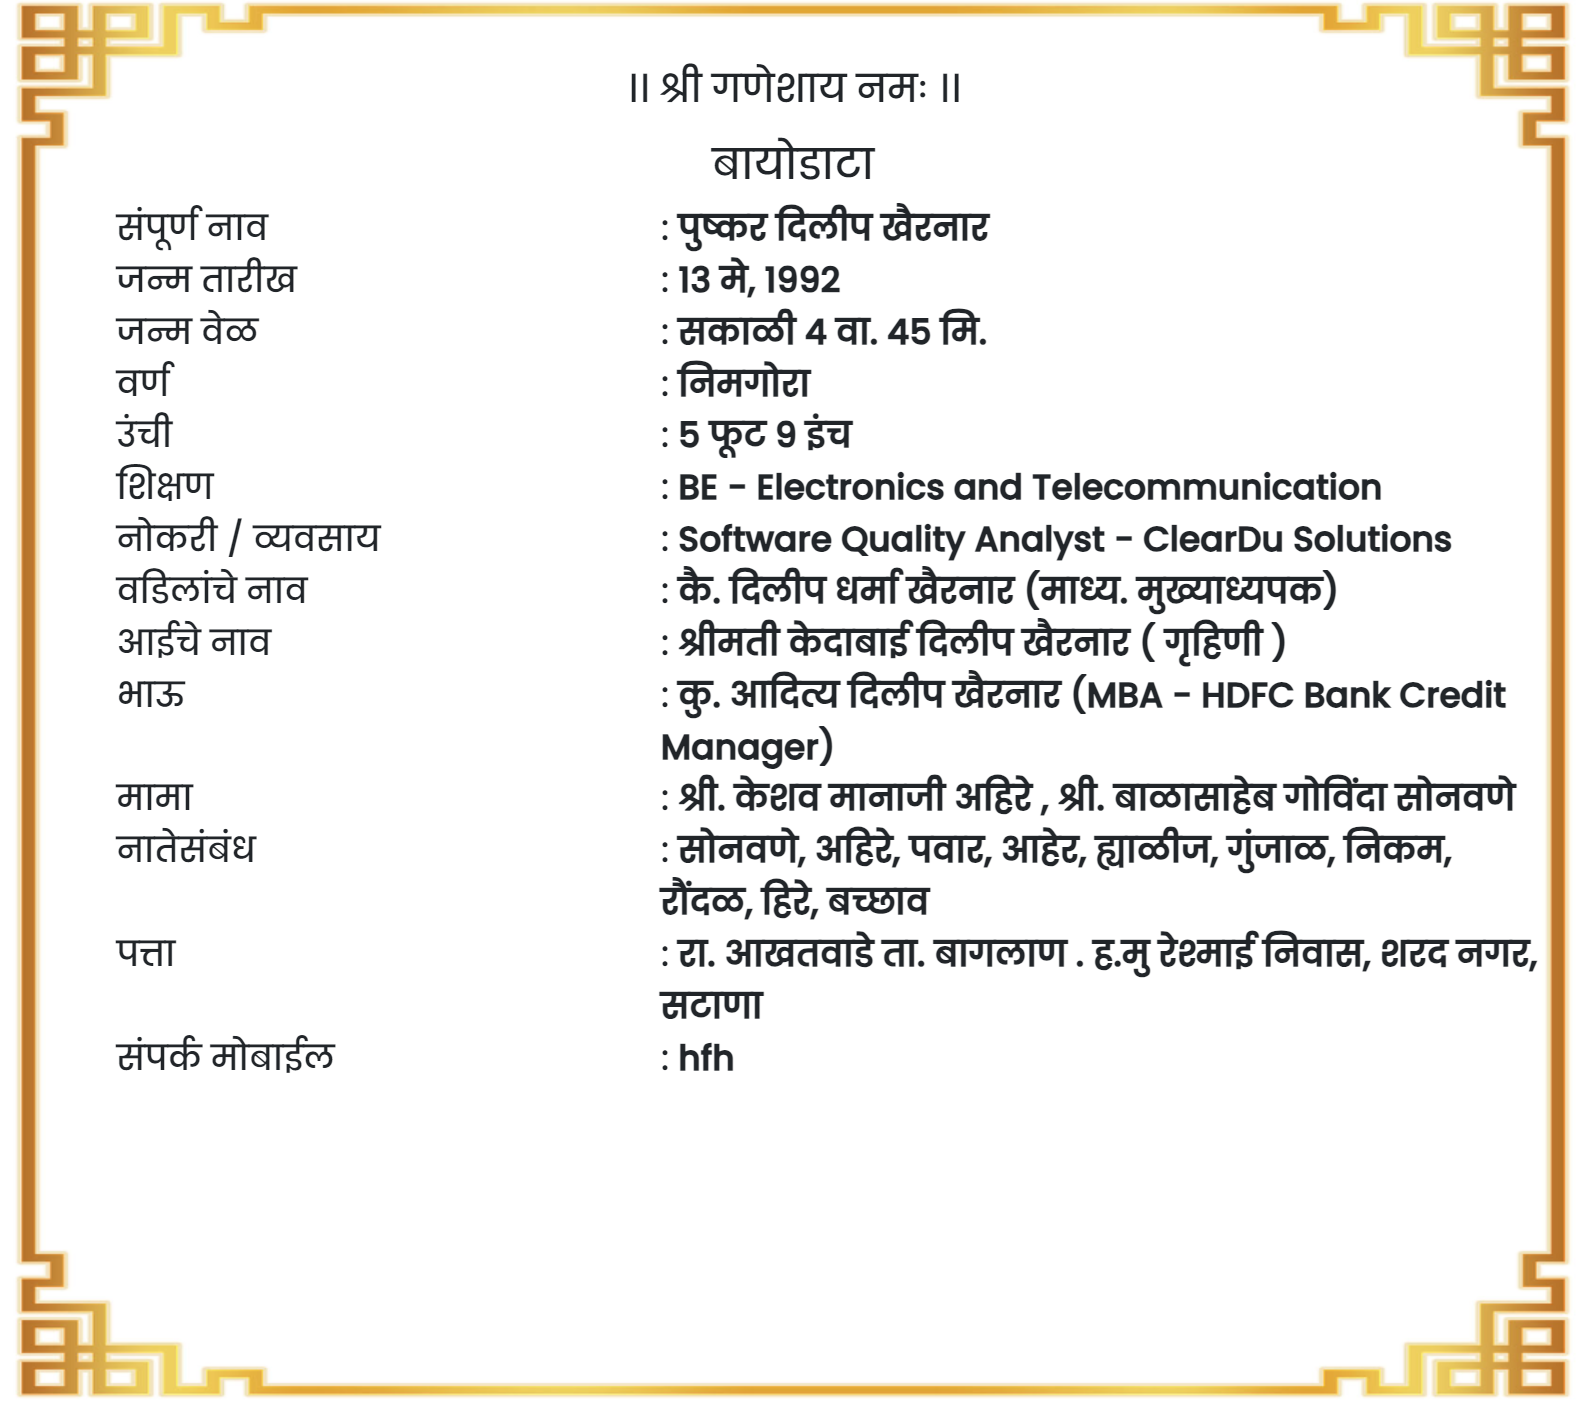 ॥ श्री गणेशाय नमः ॥
बायोडाटा
संपूर्ण नाव : पुष्कर दिलीप खैरनार
जन्म तारीख : 13 मे, 1992
जन्म वेळ : सकाळी 4 वा. 45 मि.
वर्ण : निमगोरा
उंची : 5 फूट 9 इंच
शिक्षण : BE - Electronics and Telecommunication
नोकरी / व्यवसाय : Software Quality Analyst - ClearDu Solutions
वडिलांचे नाव : कै. दिलीप धर्मा खैरनार (माध्य. मुख्याध्यपक)
आईचे नाव : श्रीमती केदाबाई दिलीप खैरनार ( गृहिणी )
भाऊ : कु. आदित्य दिलीप खैरनार (MBA - HDFC Bank Credit
Manager)
मामा : श्री. केशव मानाजी अहिरे , श्री. बाळासाहेब गोविंदा सोनवणे
नातेसंबंध : सोनवणे, अहिरे, पवार, आहेर, ह्याळीज, गुंजाळ, निकम,
रौंदळ, हिरे, बच्छाव
पत्ता : रा. आखतवाडे ता. बागलाण . ह.मु रेश्माई निवास, शरद नगर,
सटाणा
संपर्क मोबाईल : hfh